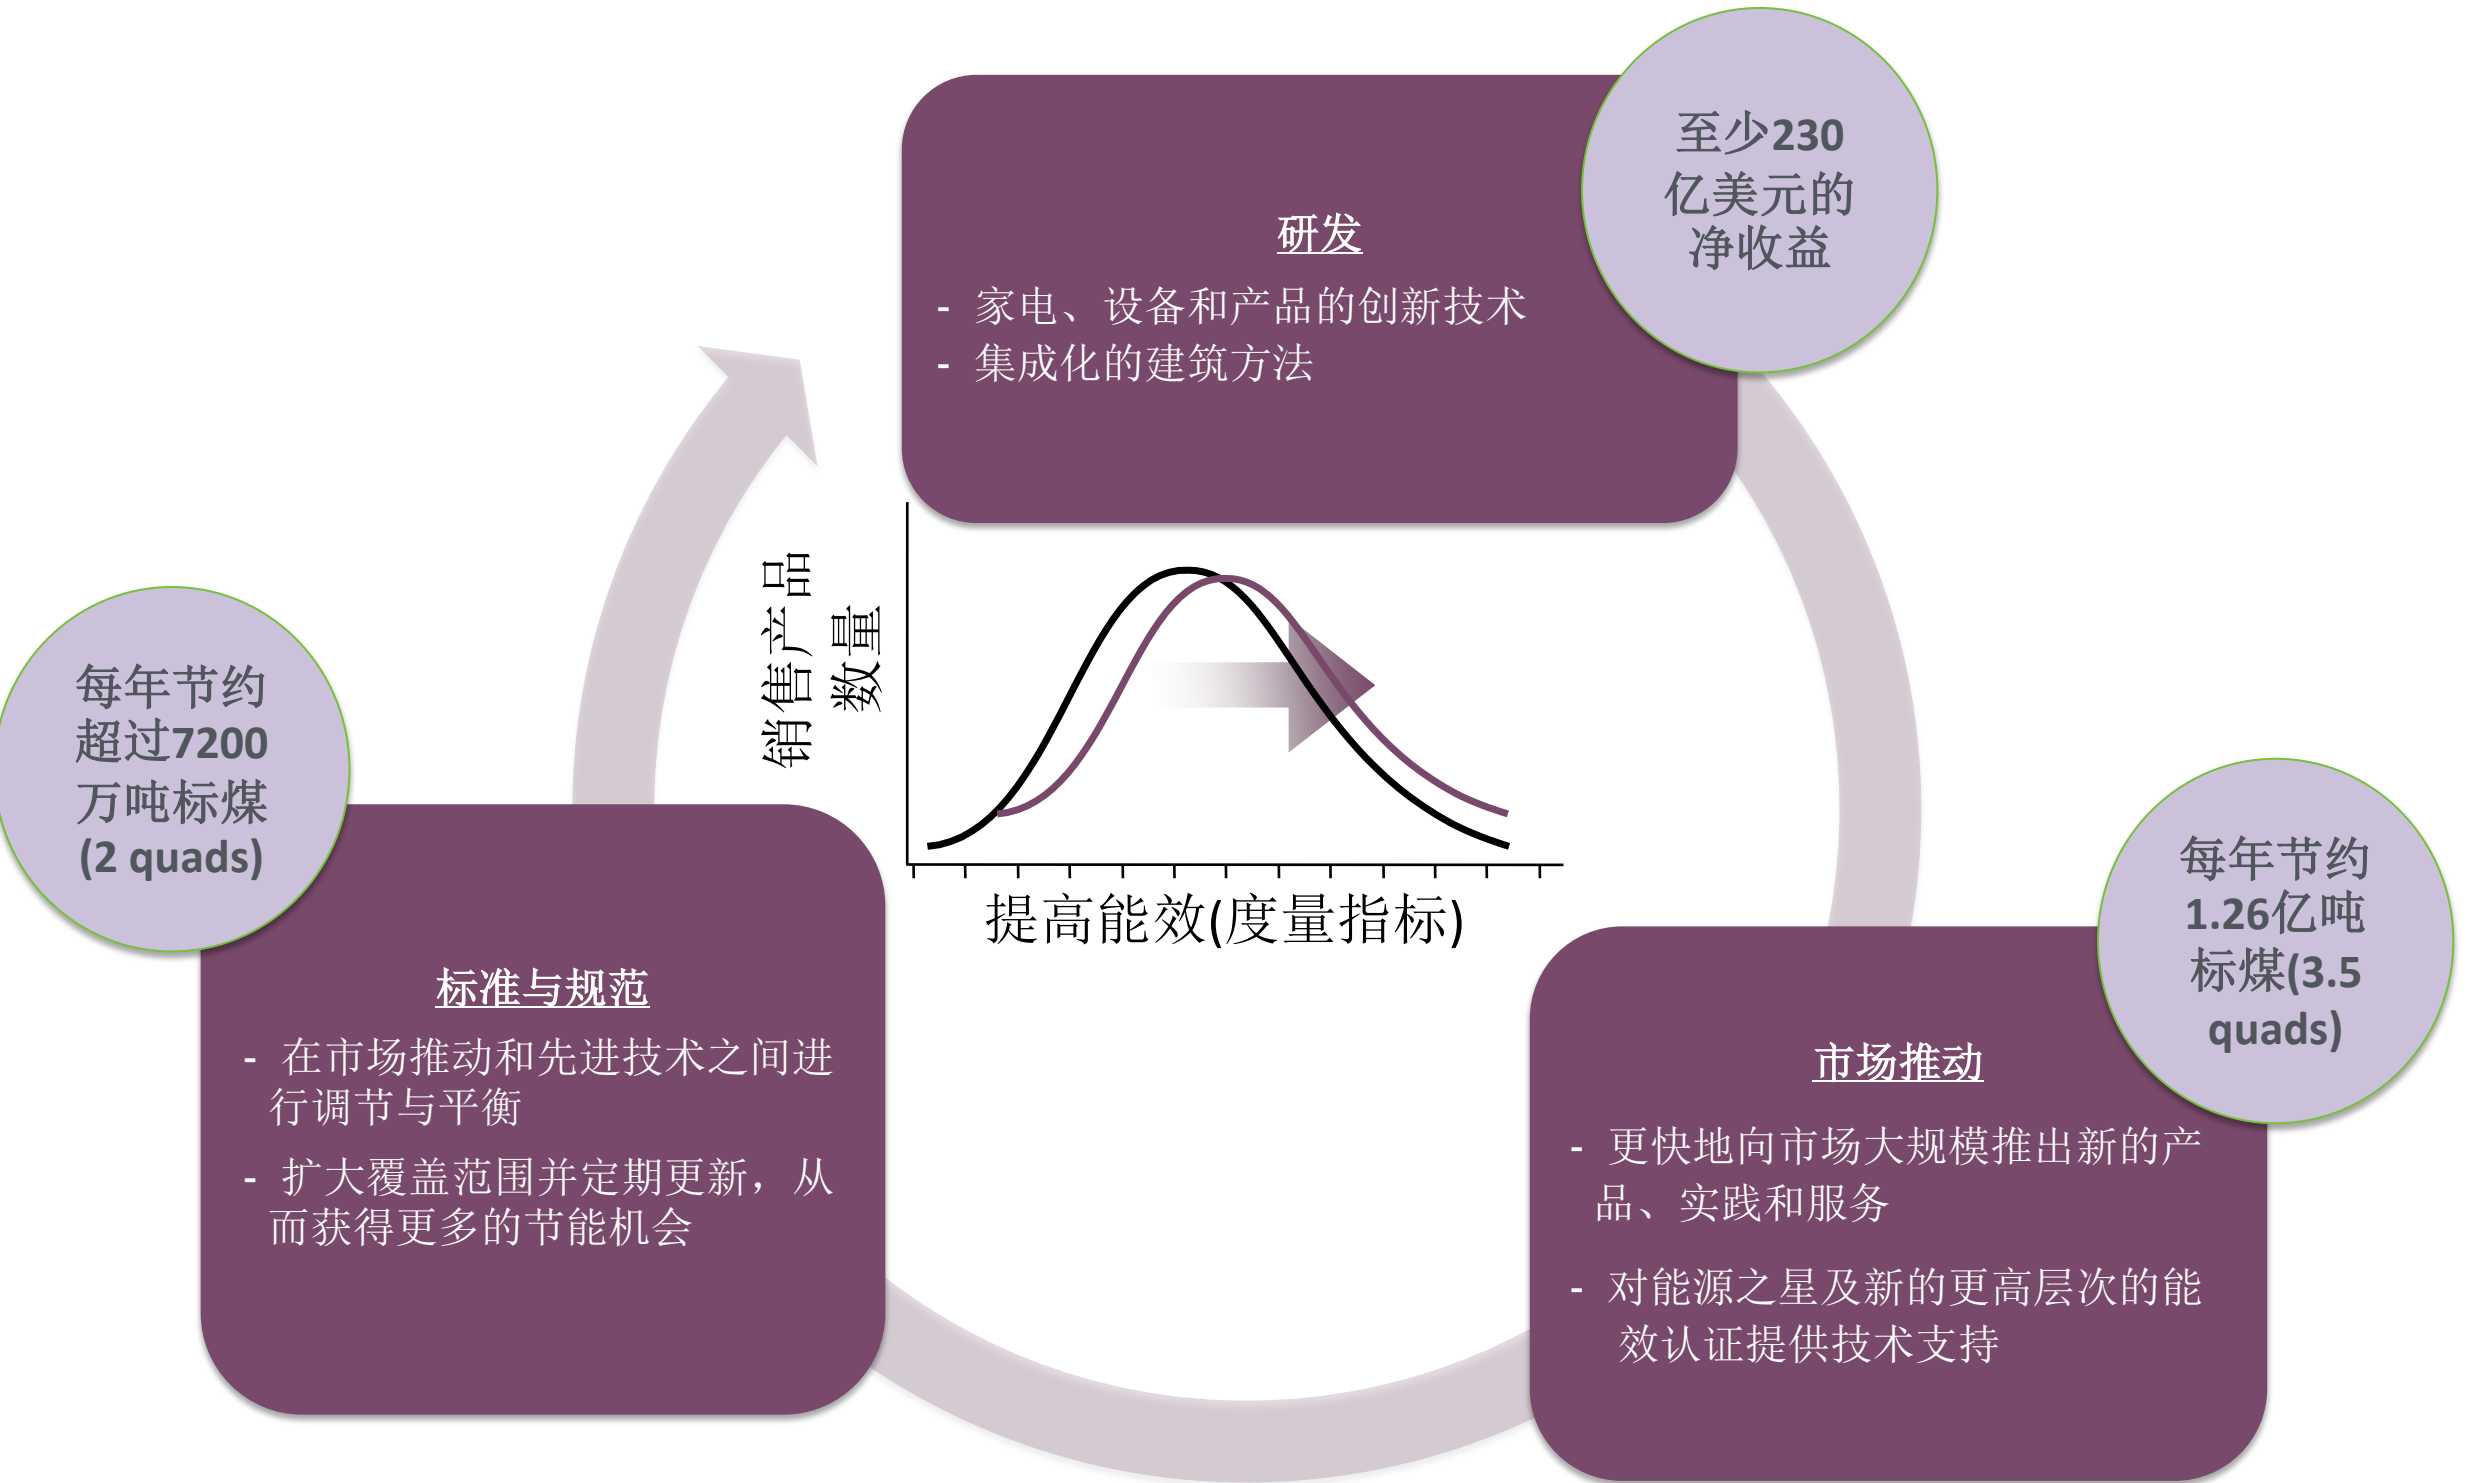 至少230
亿美元的
净收益
研发
- 家电、设备和产品的创新技术
- 集成化的建筑方法
销售产品
数量
提高能效(度量指标)
每年节约
超过7200
万吨标煤
(2 quads)
标准与规范
- 在市场推动和先进技术之间进
行调节与平衡
- 扩大覆盖范围并定期更新，从
而获得更多的节能机会
每年节约
1.26亿吨
标煤(3.5
quads)
市场推动
- 更快地向市场大规模推出新的产
品、实践和服务
- 对能源之星及新的更高层次的能
效认证提供技术支持